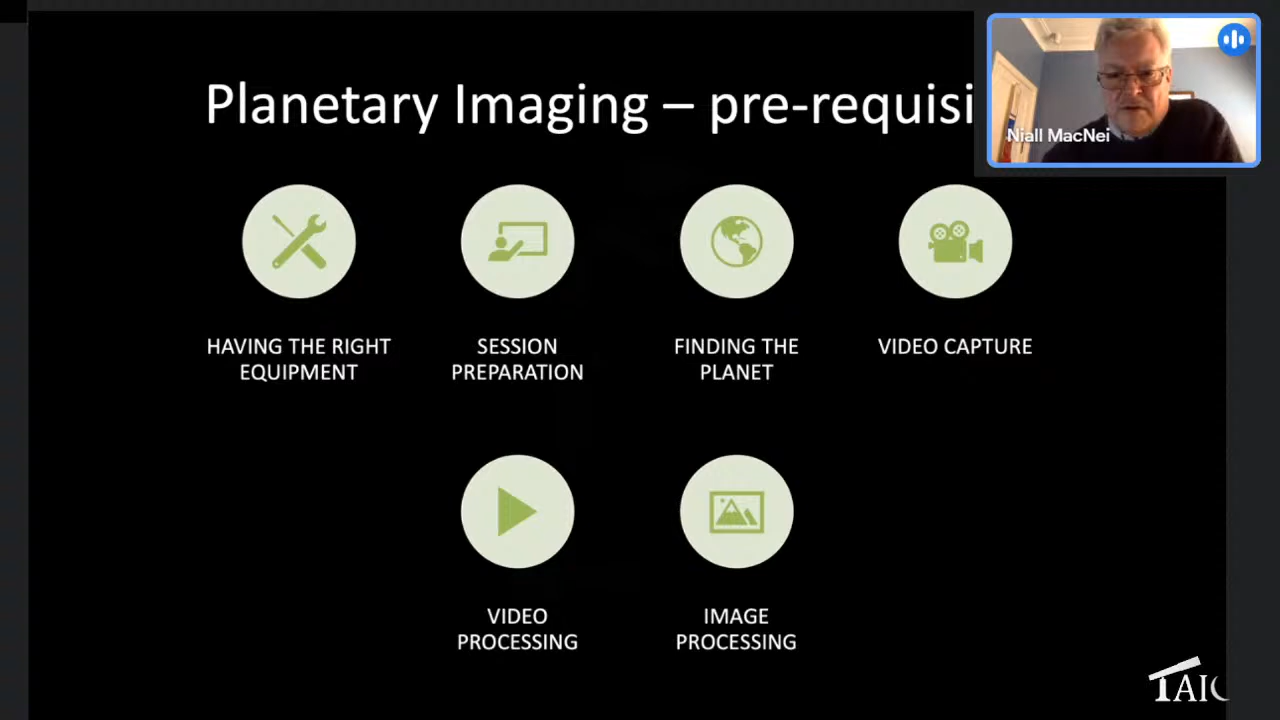 Planetary Imaging – pre-requisi
Niall MacNei
HAVING THE RIGHT
EQUIPMENT
SESSION
PREPARATION
FINDING THE
PLANET
VIDEO CAPTURE
VIDEO
PROCESSING
IMAGE
PROCESSING
TAIC